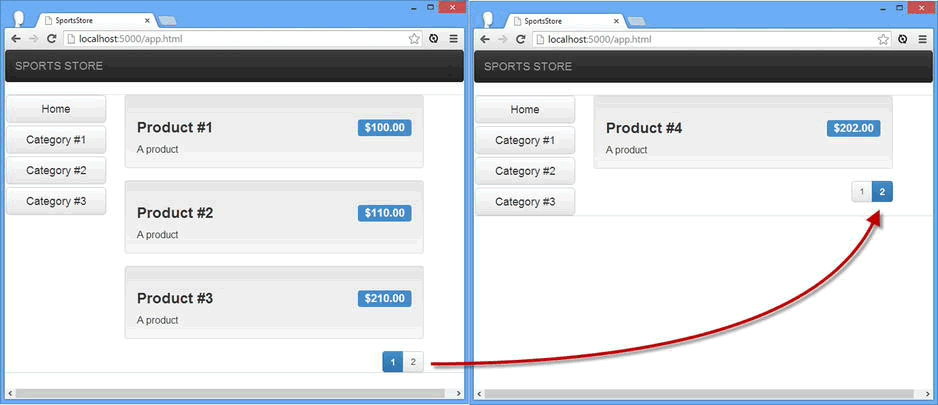 SportsStore
localhost:5000/app.html
SPORTS STORE
Home
Category #1
Category #2
Category #3
Product #1
$100.00
A product
Product #2
$110.00
A product
Product #3
$210.00
A product
1 2
SportsStore
localhost:5000/app.html
SPORTS STORE
Home
Category #1
Category #2
Category #3
Product #4
$202.00
A product
1 2